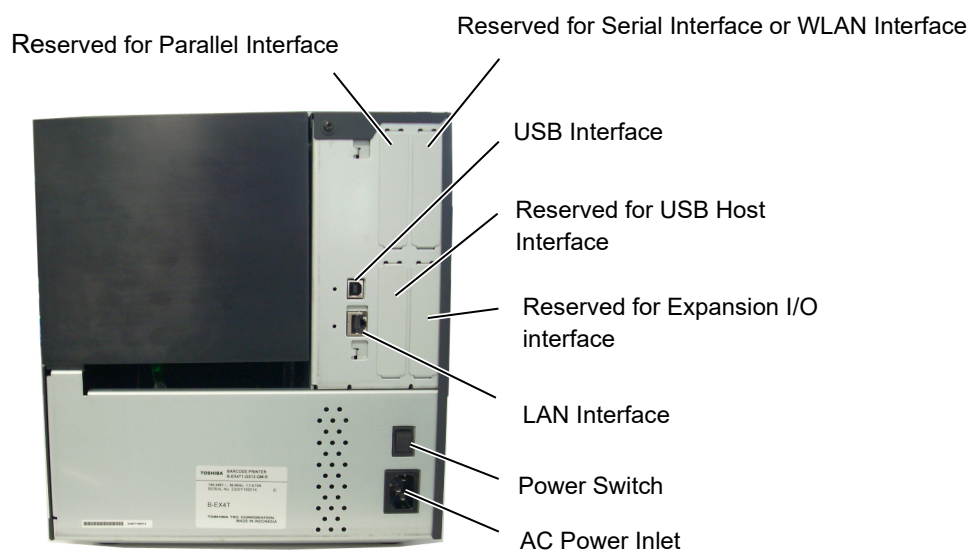 Reserved for Parallel Interface
Reserved for Serial Interface or WLAN Interface
USB Interface
Reserved for USB Host
Interface
Reserved for Expansion I/O
interface
LAN Interface
Power Switch
AC Power Inlet
TOSHIBA BARCODE PRINTER
B-EX4T
TOSHIBA TEC CORPORATION
MADE IN INDONESIA